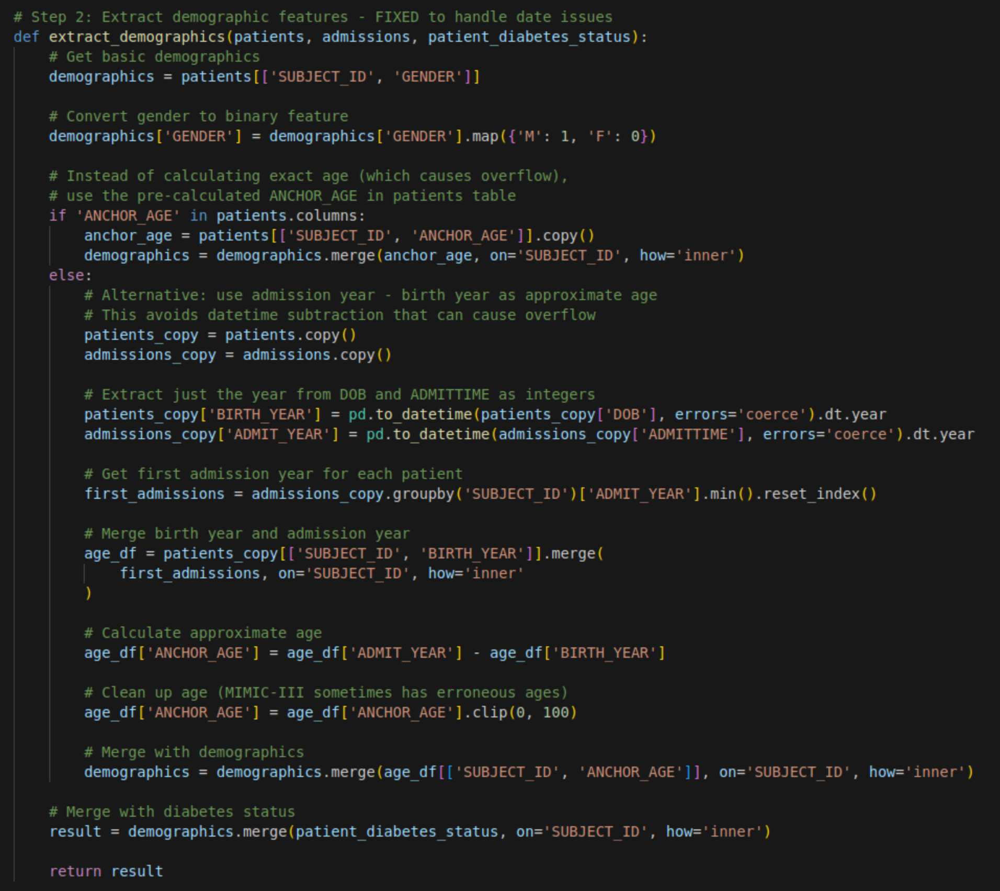 # Step 2: Extract demographic features - FIXED to handle date issues
def extract_demographics(patients, admissions, patient_diabetes_status):
    # Get basic demographics
    demographics = patients[['SUBJECT_ID', 'GENDER']]

    # Convert gender to binary feature
    demographics['GENDER'] = demographics['GENDER'].map({'M': 1, 'F': 0})

    # Instead of calculating exact age (which causes overflow),
    # use the pre-calculated ANCHOR_AGE in patients table
    if 'ANCHOR_AGE' in patients.columns:
        anchor_age = patients[['SUBJECT_ID', 'ANCHOR_AGE']].copy()
        demographics = demographics.merge(anchor_age, on='SUBJECT_ID', how='inner')
    else:
        # Alternative: use admission year - birth year as approximate age
        # This avoids datetime subtraction that can cause overflow
        patients_copy = patients.copy()
        admissions_copy = admissions.copy()

        # Extract just the year from DOB and ADMITTIME as integers
        patients_copy['BIRTH_YEAR'] = pd.to_datetime(patients_copy['DOB'], errors='coerce').dt.year
        admissions_copy['ADMIT_YEAR'] = pd.to_datetime(admissions_copy['ADMITTIME'], errors='coerce').dt.year

        # Get first admission year for each patient
        first_admissions = admissions_copy.groupby('SUBJECT_ID')['ADMIT_YEAR'].min().reset_index()

        # Merge birth year and admission year
        age_df = patients_copy[['SUBJECT_ID', 'BIRTH_YEAR']].merge(
            first_admissions, on='SUBJECT_ID', how='inner'
        )

        # Calculate approximate age
        age_df['ANCHOR_AGE'] = age_df['ADMIT_YEAR'] - age_df['BIRTH_YEAR']

        # Clean up age (MIMIC-III sometimes has erroneous ages)
        age_df['ANCHOR_AGE'] = age_df['ANCHOR_AGE'].clip(0, 100)

        # Merge with demographics
        demographics = demographics.merge(age_df[['SUBJECT_ID', 'ANCHOR_AGE']], on='SUBJECT_ID', how='inner')

    # Merge with diabetes status
    result = demographics.merge(patient_diabetes_status, on='SUBJECT_ID', how='inner')

    return result